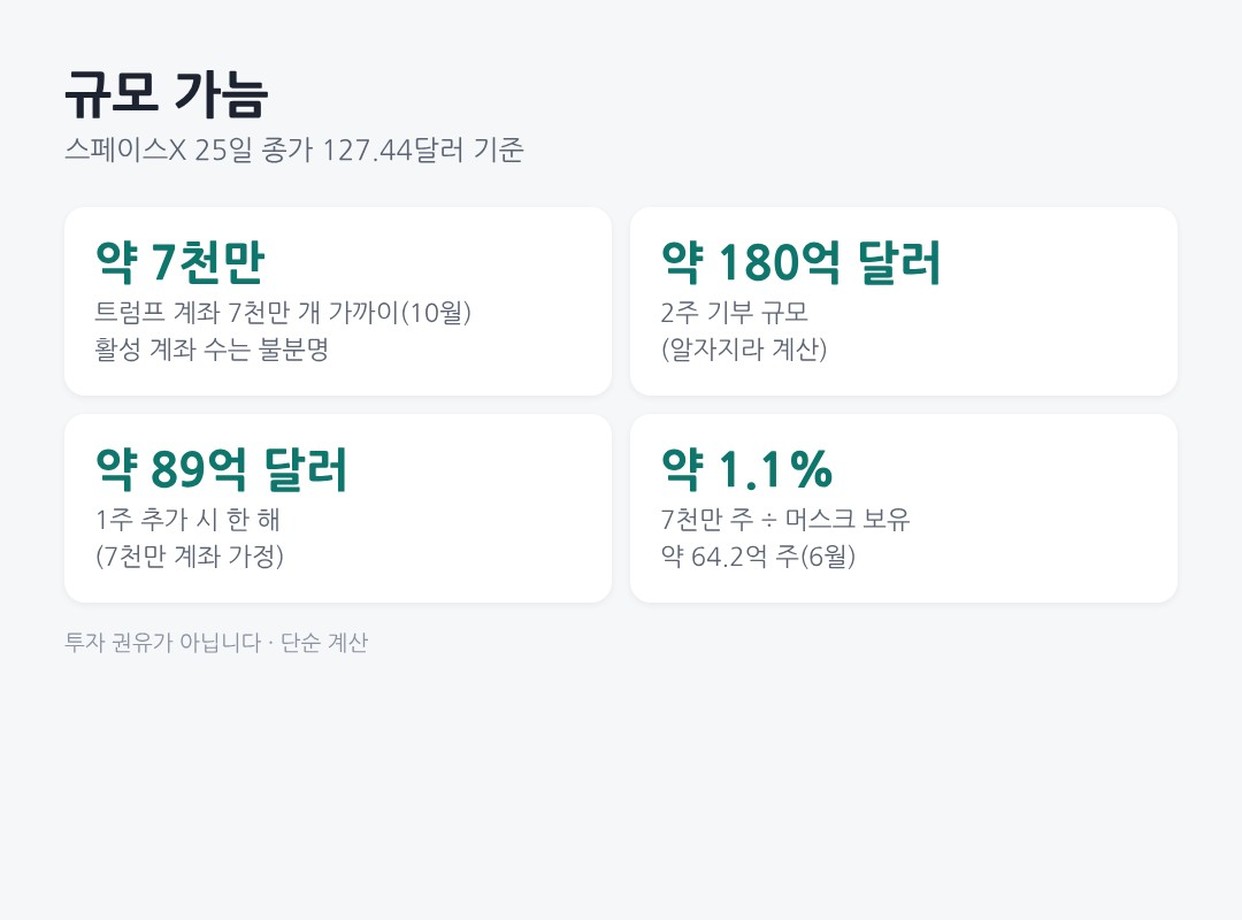 규모 가늠
스페이스X 25일 종가 127.44달러 기준
약 7천만
트럼프 계좌 7천만 개 가까이(10월)
활성 계좌 수는 불분명
약 180억 달러
2주 기부 규모
(알자지라 계산)
약 89억 달러
1주 추가 시 한 해
(7천만 계좌 가정)
약 1.1%
7천만 주 ÷ 머스크 보유
약 64.2억 주(6월)
투자 권유가 아닙니다 · 단순 계산